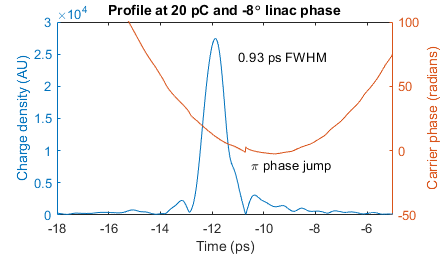 Profile at 20 pC and -8° linac phase
×10⁴
3
2.5
2
1.5
1
0.5
0
Charge density (AU)
0.93 ps FWHM
π phase jump
100
50
0
-50
Carrier phase (radians)
-18 -16 -14 -12 -10 -8 -6
Time (ps)